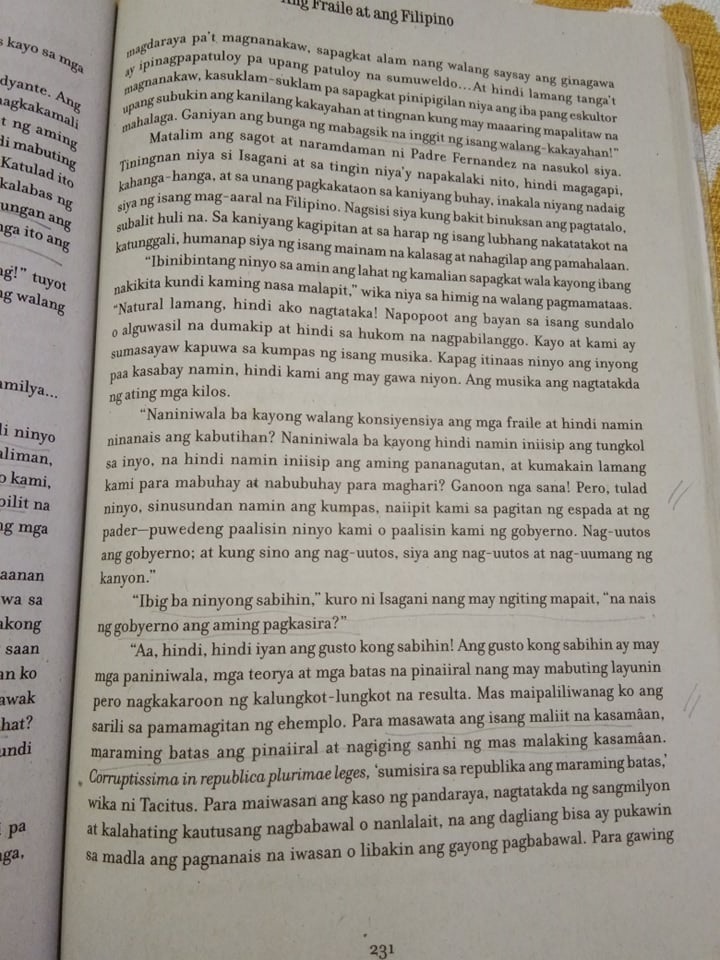 s kayo sa mga
dyante. Ang
nagkakamali
t ng aming
di mabuting
Katulad ito
kalabas ng
ungan ang
nga ito ang
ng!” tuyot
ng walang
amilya...
li ninyo
aliman,
o kami,
pilit na
ng mga
aanan
wa sa
akong
saan
an ko
awak
hat?
undi
pa
ga,
Ang Fraile at ang Filipino
magdaraya pa’t magnanakaw, sapagkat alam nang walang saysay ang ginagawa
ay ipinagpapatuloy pa upang patuloy na sumuweldo...At hindi lamang tanga’t
magnanakaw, kasuklam-suklam pa sapagkat pinipigilan niya ang iba pang eskultor
upang subukin ang kanilang kakayahan at tingnan kung may maaaring mapalitaw na
mahalaga. Ganiyan ang bunga ng mabagsik na inggit ng isang walang-kakayahan!”
Matalim ang sagot at naramdaman ni Padre Fernandez na nasukol siya.
Tiningnan niya si Isagani at sa tingin niya’y napakalaki nito, hindi magagapi,
kahanga-hanga, at sa unang pagkakataon sa kaniyang buhay, inakala niyang nadaig
siya ng isang mag-aaral na Filipino. Nagsisi siya kung bakit binuksan ang pagtatalo,
subalit huli na. Sa kaniyang kagipitan at sa harap ng isang lubhang nakatatakot na
katunggali, humanap siya ng isang mainam na kalasag at nahagilap ang pamahalaan.
“Ibinibintang ninyo sa amin ang lahat ng kamalian sapagkat wala kayong ibang
nakikita kundi kaming nasa malapit,” wika niya sa himig na walang pagmamataas.
“Natural lamang, hindi ako nagtataka! Napopoot ang bayan sa isang sundalo
o alguwasil na dumakip at hindi sa hukom na nagpabilanggo. Kayo at kami ay
sumasayaw kapuwa sa kumpas ng isang musika. Kapag itinaas ninyo ang inyong
paa kasabay namin, hindi kami ang may gawa niyon. Ang musika ang nagtatakda
ng ating mga kilos.
“Naniniwala ba kayong walang konsiyensiya ang mga fraile at hindi namin
ninanais ang kabutihan? Naniniwala ba kayong hindi namin iniisip ang tungkol
sa inyo, na hindi namin iniisip ang aming pananagutan, at kumakain lamang
kami para mabuhay at nabubuhay para maghari? Ganoon nga sana! Pero, tulad
ninyo, sinusundan namin ang kumpas, naiipit kami sa pagitan ng espada at ng
pader—puwedeng paalisin ninyo kami o paalisin kami ng gobyerno. Nag-uutos
ang gobyerno; at kung sino ang nag-uutos, siya ang nag-uutos at nag-uumang ng
kanyon.”
“Ibig ba ninyong sabihin,” kuro ni Isagani nang may ngiting mapait, “na nais
ng gobyerno ang aming pagkasira?”
“Aa, hindi, hindi iyan ang gusto kong sabihin! Ang gusto kong sabihin ay may
mga paniniwala, mga teorya at mga batas na pinaiiral nang may mabuting layunin
pero nagkakaroon ng kalungkot-lungkot na resulta. Mas maipaliliwanag ko ang
sarili sa pamamagitan ng ehemplo. Para masawata ang isang maliit na kasamâan,
maraming batas ang pinaiiral at nagiging sanhi ng mas malaking kasamâan.
Corruptissima in republica plurimae leges, ‘sumisira sa republika ang maraming batas,’
wika ni Tacitus. Para maiwasan ang kaso ng pandaraya, nagtatakda ng sangmilyon
at kalahating kautusang nagbabawal o nanlalait, na ang dagliang bisa ay pukawin
sa madla ang pagnanais na iwasan o libakin ang gayong pagbabawal. Para gawing
231